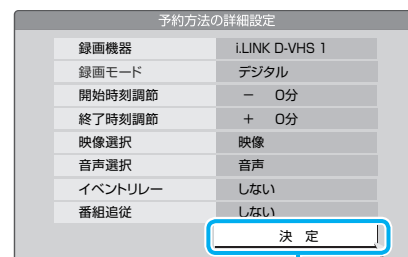 予約方法の詳細設定
録画機器 i.LINK D-VHS 1
録画モード デジタル
開始時刻調節 － 0分
終了時刻調節 ＋ 0分
映像選択 映像
音声選択 音声
イベントリレー しない
番組追従 しない
決 定